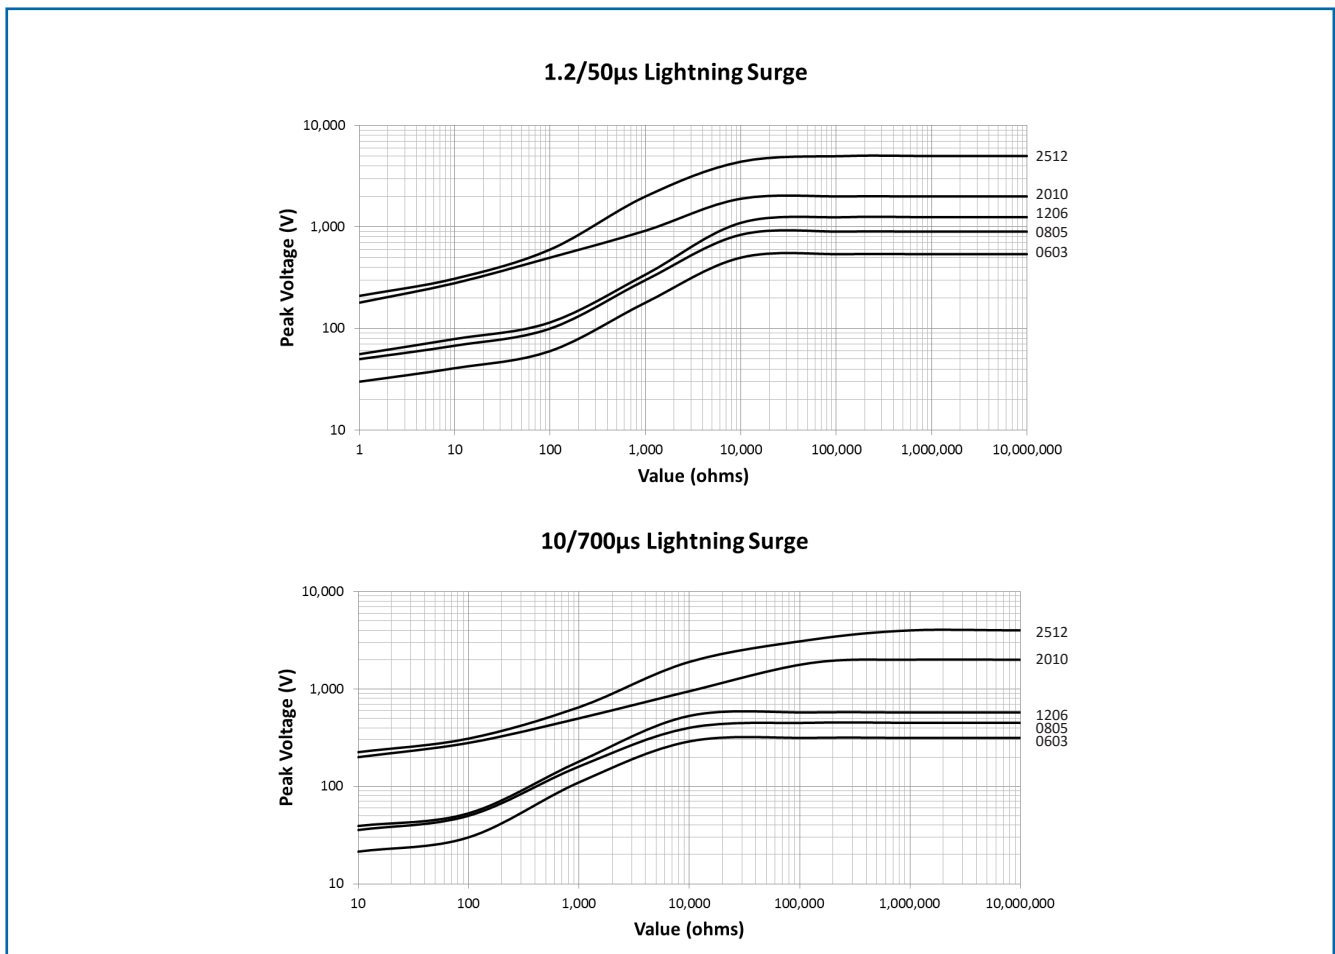 1.2/50µs Lightning Surge
10,000
1,000
100
10
Peak Voltage (V)
2512
2010
1206
0805
0603
1 10 100 1,000 10,000 100,000 1,000,000 10,000,000
Value (ohms)
10/700µs Lightning Surge
10,000
1,000
100
10
Peak Voltage (V)
2512
2010
1206
0805
0603
10 100 1,000 10,000 100,000 1,000,000 10,000,000
Value (ohms)